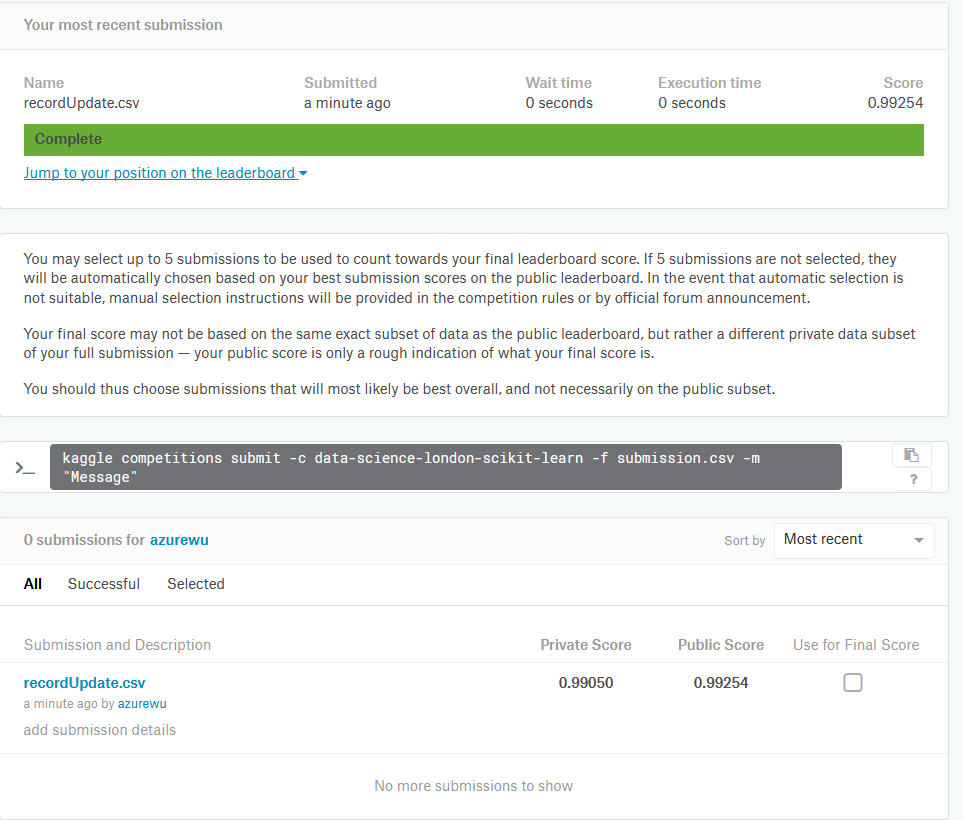 Your most recent submission
Name Submitted Wait time Execution time Score
recordUpdate.csv a minute ago 0 seconds 0 seconds 0.99254
Complete
Jump to your position on the leaderboard
You may select up to 5 submissions to be used to count towards your final leaderboard score. If 5 submissions are not selected, they
will be automatically chosen based on your best submission scores on the public leaderboard. In the event that automatic selection is
not suitable, manual selection instructions will be provided in the competition rules or by official forum announcement.
Your final score may not be based on the same exact subset of data as the public leaderboard, but rather a different private data subset
of your full submission — your public score is only a rough indication of what your final score is.
You should thus choose submissions that will most likely be best overall, and not necessarily on the public subset.
>_ kaggle competitions submit -c data-science-london-scikit-learn -f submission.csv -m
"Message"
?
0 submissions for azurewu Sort by Most recent
All Successful Selected
Submission and Description Private Score Public Score Use for Final Score
recordUpdate.csv 0.99050 0.99254
a minute ago by azurewu
add submission details
No more submissions to show